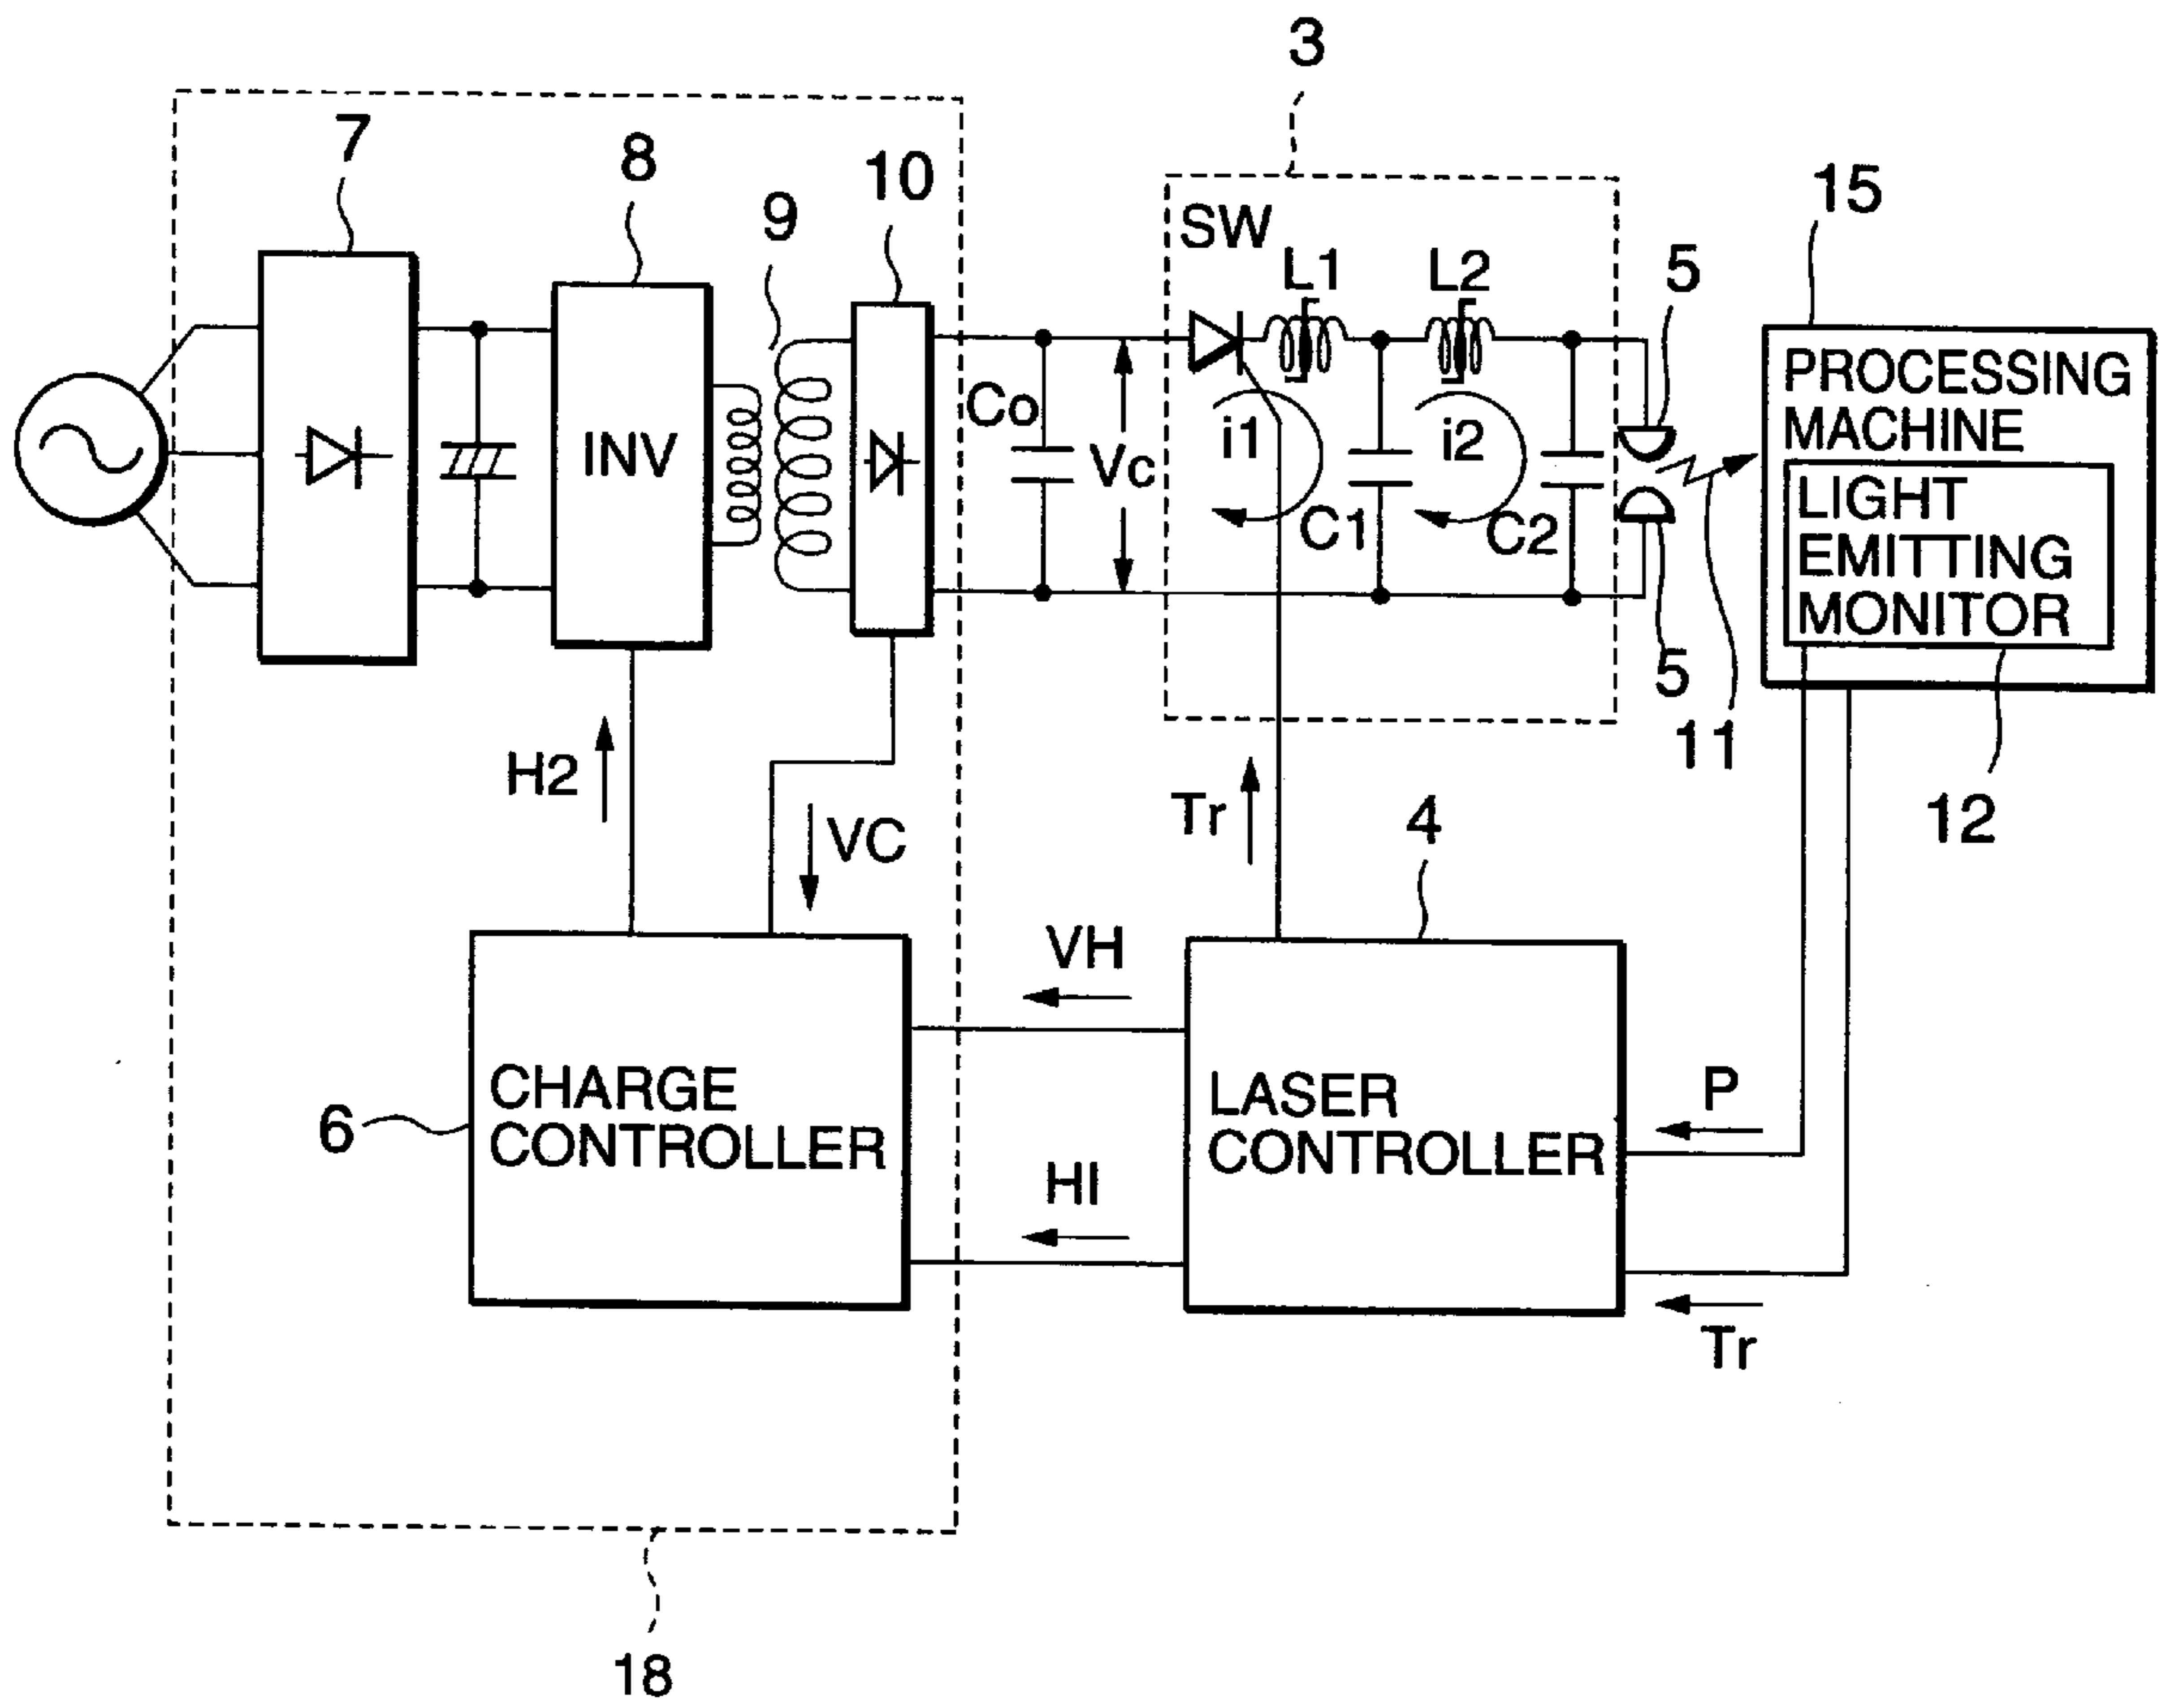 3
7
8
10
15
9
SW
L1
L2
5
PROCESSING
MACHINE
Co
i1
i2
INV
Vc
LIGHT
EMITTING
MONITOR
C1
C2
5
11
H2
12
Tr
4
VC
VH
CHARGE
CONTROLLER
6
LASER
CONTROLLER
P
HI
Tr
18